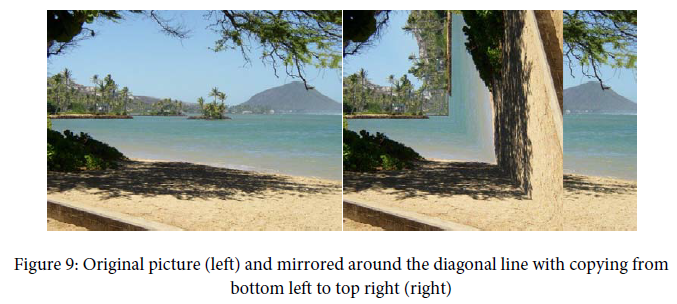 Figure 9: Original picture (left) and mirrored around the diagonal line with copying from
bottom left to top right (right)